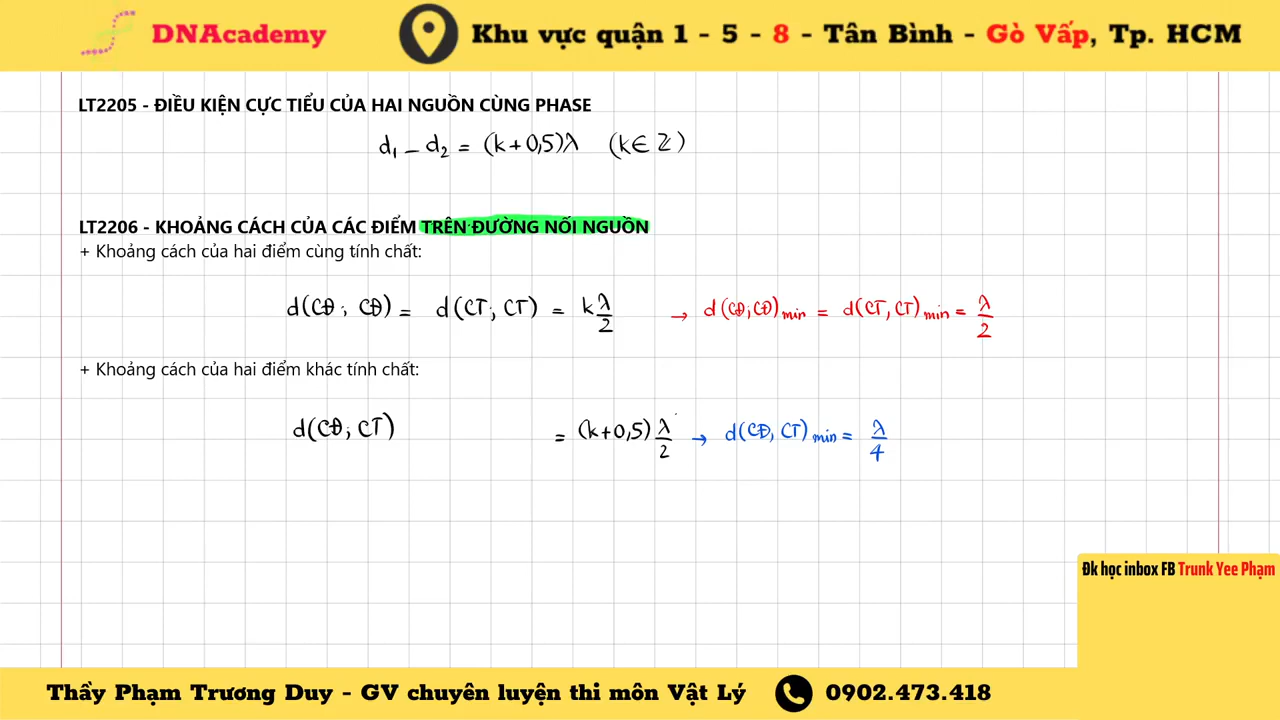 DNAcademy
Khu vực quận 1 - 5 - 8 - Tân Bình - Gò Vấp, Tp. HCM
LT2205 - ĐIỀU KIỆN CỰC TIỂU CỦA HAI NGUỒN CÙNG PHASE
d₁ - d₂ = (k+0,5)λ (k∈ℤ)
LT2206 - KHOẢNG CÁCH CỦA CÁC ĐIỂM TRÊN ĐƯỜNG NỐI NGUỒN
+ Khoảng cách của hai điểm cùng tính chất:
d(CĐ; CĐ) = d(CT; CT) = k λ/2 → d(CĐ;CĐ)min = d(CT, CT)min = λ/2
+ Khoảng cách của hai điểm khác tính chất:
d(CĐ; CT) = (k+0,5) λ/2 → d(CĐ, CT)min = λ/4
Đk học inbox FB Trunk Yee Phạm
Thầy Phạm Trương Duy - GV chuyên luyện thi môn Vật Lý 0902.473.418